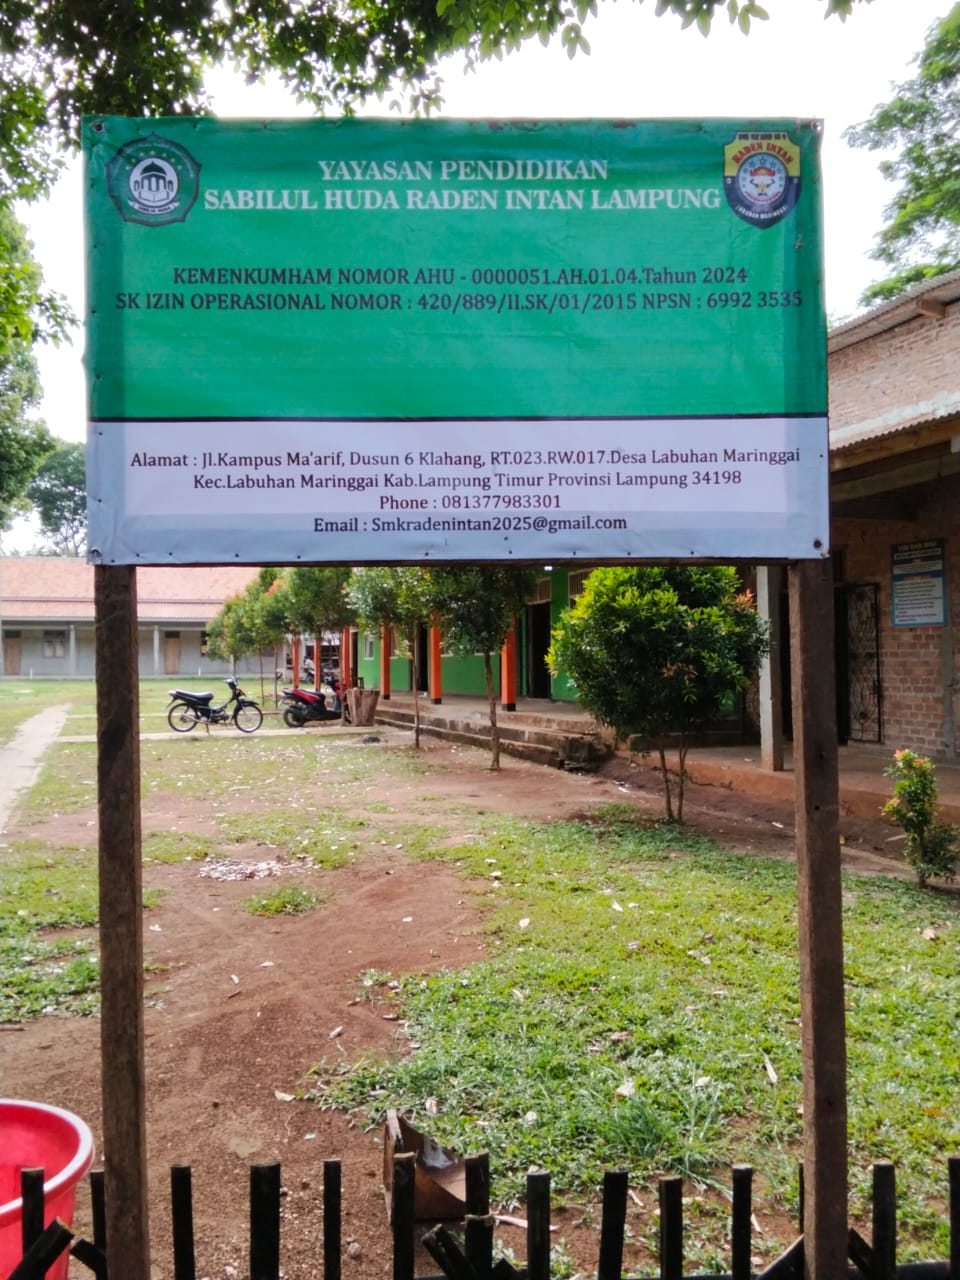 YAYASAN PENDIDIKAN
SABILUL HUDA RADEN INTAN LAMPUNG
RADEN INTAN
KEMENKUMHAM NOMOR AHU - 0000051.AH.01.04.Tahun 2024
SK IZIN OPERASIONAL NOMOR : 420/889/II.SK/01/2015 NPSN : 6992 3535
Alamat : Jl.Kampus Ma'arif, Dusun 6 Klahang, RT.023.RW.017.Desa Labuhan Maringgai
Kec.Labuhan Maringgai Kab.Lampung Timur Provinsi Lampung 34198
Phone : 081377983301
Email : Smkradenintan2025@gmail.com